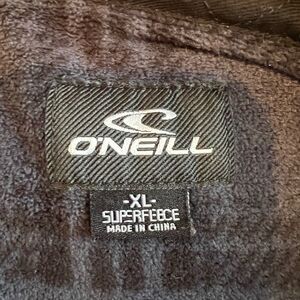 O'NEILL
-XL-
SUPERFLEECE
MADE IN CHINA